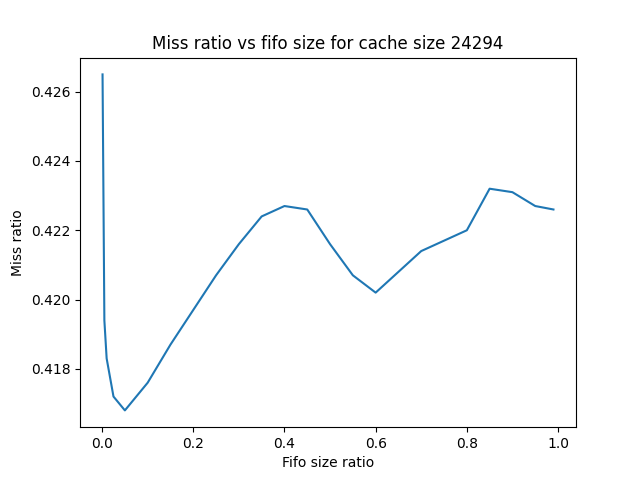 Miss ratio vs fifo size for cache size 24294
0.426
0.424
0.422
0.420
0.418
Miss ratio
0.0 0.2 0.4 0.6 0.8 1.0
Fifo size ratio